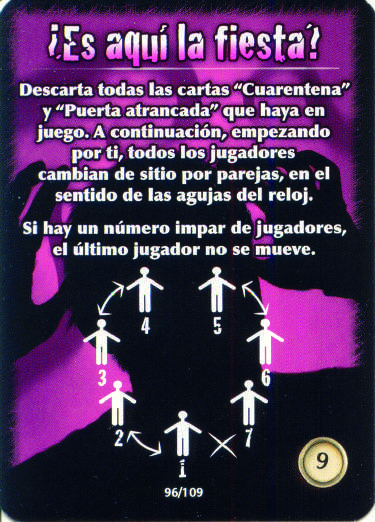 ¿Es aquí la fiesta?
Descarta todas las cartas “Cuarentena”
y “Puerta atrancada” que haya en
juego. A continuación, empezando
por ti, todos los jugadores
cambian de sitio por parejas, en el
sentido de las agujas del reloj.
Si hay un número impar de jugadores,
el último jugador no se mueve.
4 5
3 6
2 7
1
9
96/109